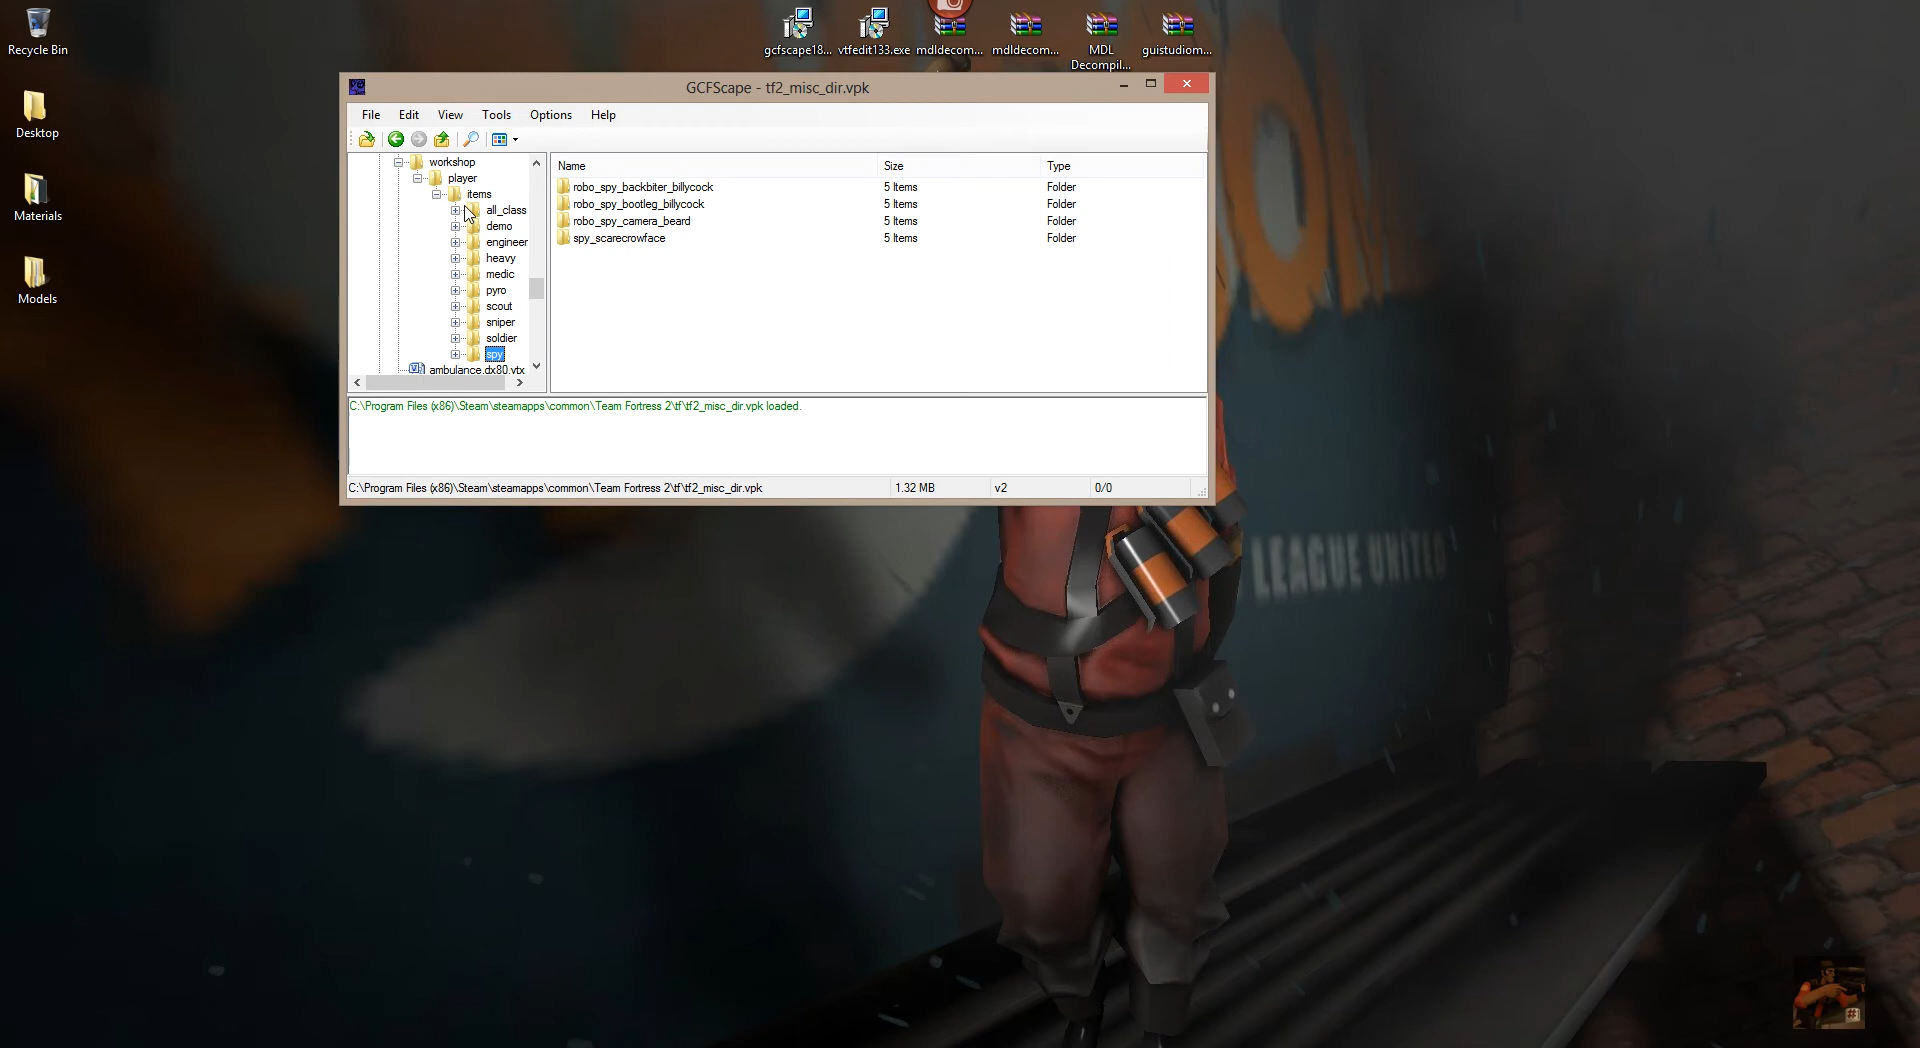 Recycle Bin
Desktop
Materials
Models
gcfscape18...
vtfedit133.exe
mdldecom...
mdldecom...
MDL
Decompil...
guistudiom...
GCFScape - tf2_misc_dir.vpk
File Edit View Tools Options Help
workshop
player
items
all_class
demo
engineer
heavy
medic
pyro
scout
sniper
soldier
spy
ambulance.dx80.vtx
Name Size Type
robo_spy_backbiter_billycock 5 Items Folder
robo_spy_bootleg_billycock 5 Items Folder
robo_spy_camera_beard 5 Items Folder
spy_scarecrowface 5 Items Folder
C:\Program Files (x86)\Steam\steamapps\common\Team Fortress 2\tf\tf2_misc_dir.vpk loaded.
C:\Program Files (x86)\Steam\steamapps\common\Team Fortress 2\tf\tf2_misc_dir.vpk 1.32 MB v2 0/0
LEAGUE UNITED